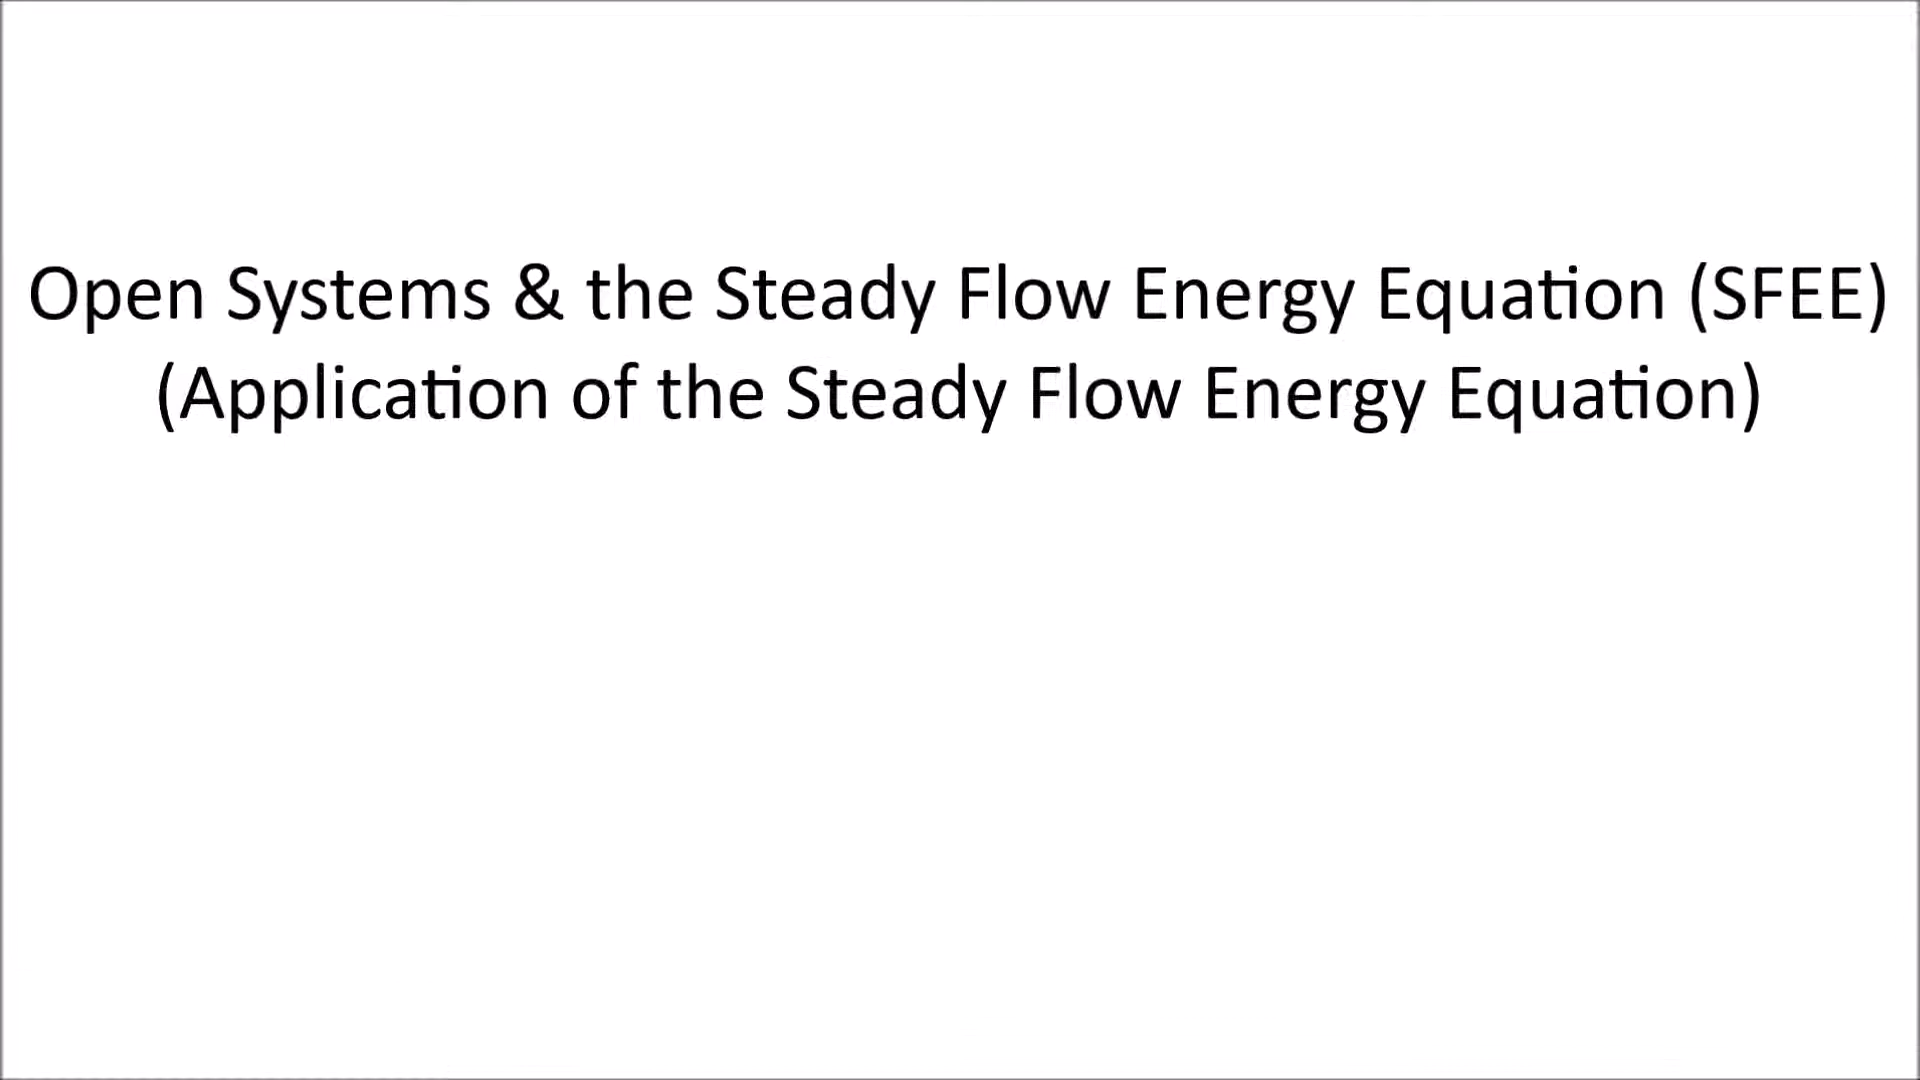 Open Systems & the Steady Flow Energy Equation (SFEE)
(Application of the Steady Flow Energy Equation)